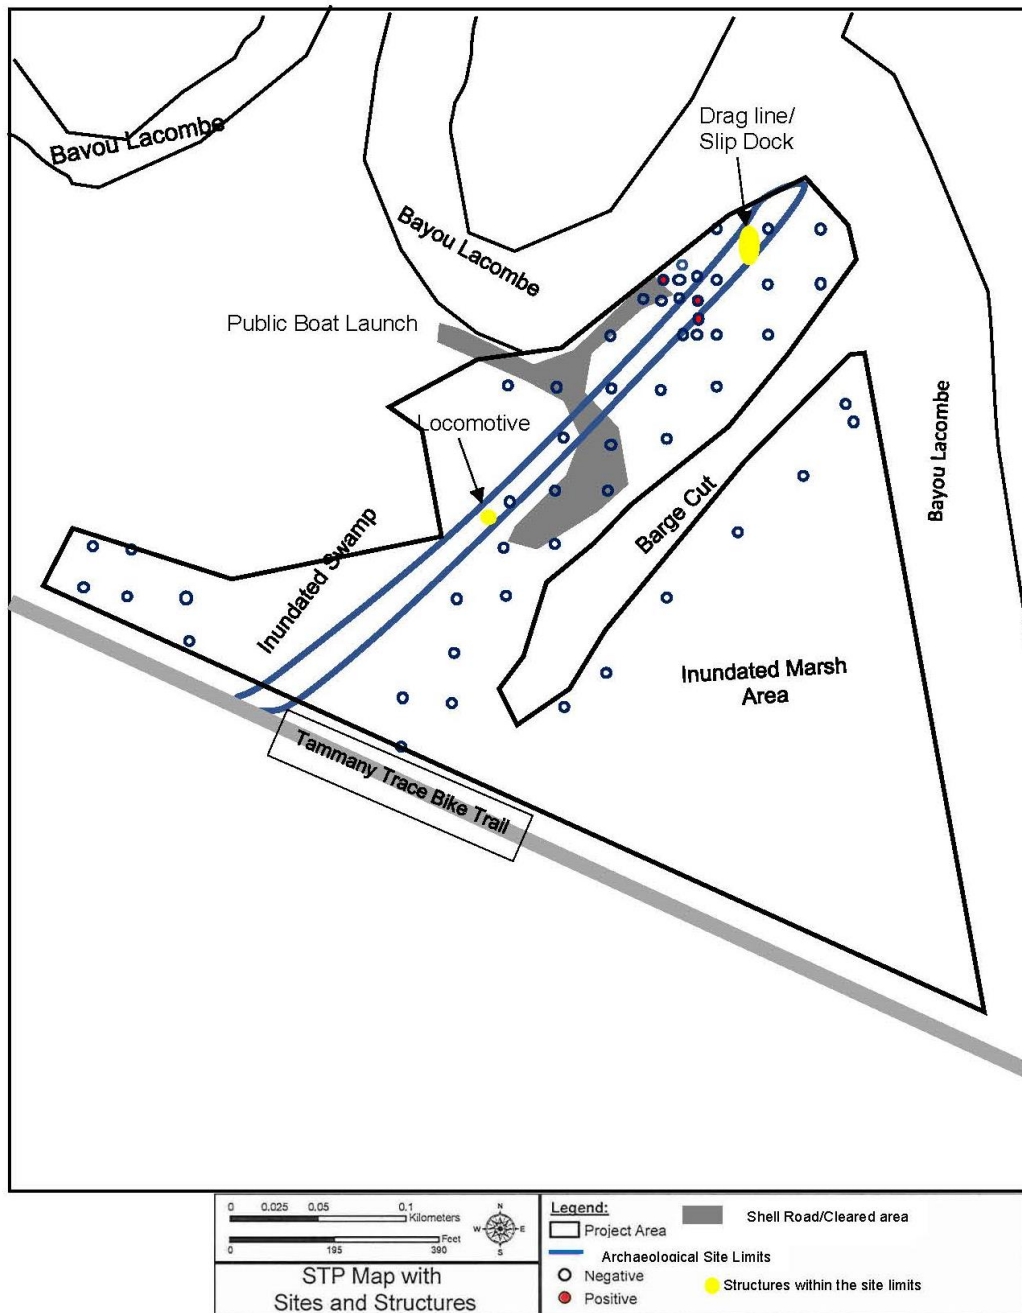 Bayou Lacombe
Drag line/
Slip Dock
Bayou Lacombe
Public Boat Launch
Locomotive
Bayou Lacombe
Barge Cut
Inundated Swamp
Inundated Marsh
Area
Tammany Trace Bike Trail
0 0.025 0.05 0.1
Kilometers
0 195 390
Feet
N
W E
S
STP Map with
Sites and Structures
Legend:
Project Area
Shell Road/Cleared area
Archaeological Site Limits
Negative
Structures within the site limits
Positive